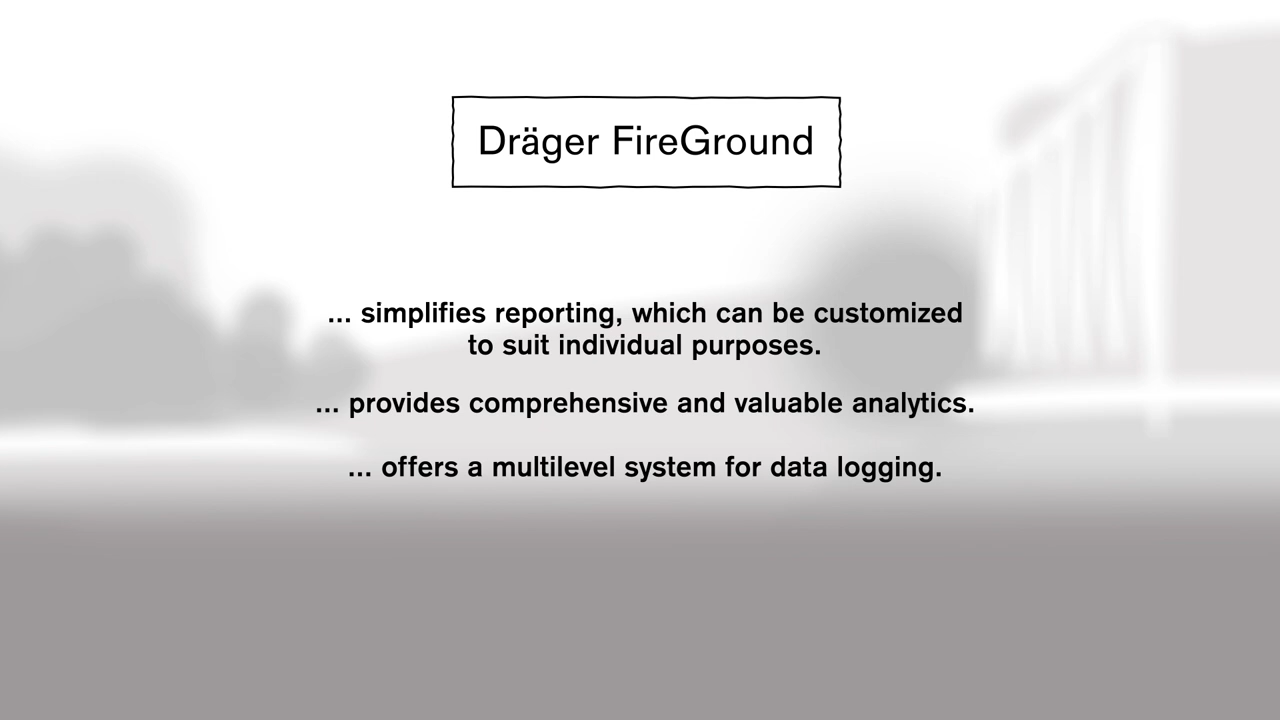 Dräger FireGround
... simplifies reporting, which can be customized
to suit individual purposes.
... provides comprehensive and valuable analytics.
... offers a multilevel system for data logging.